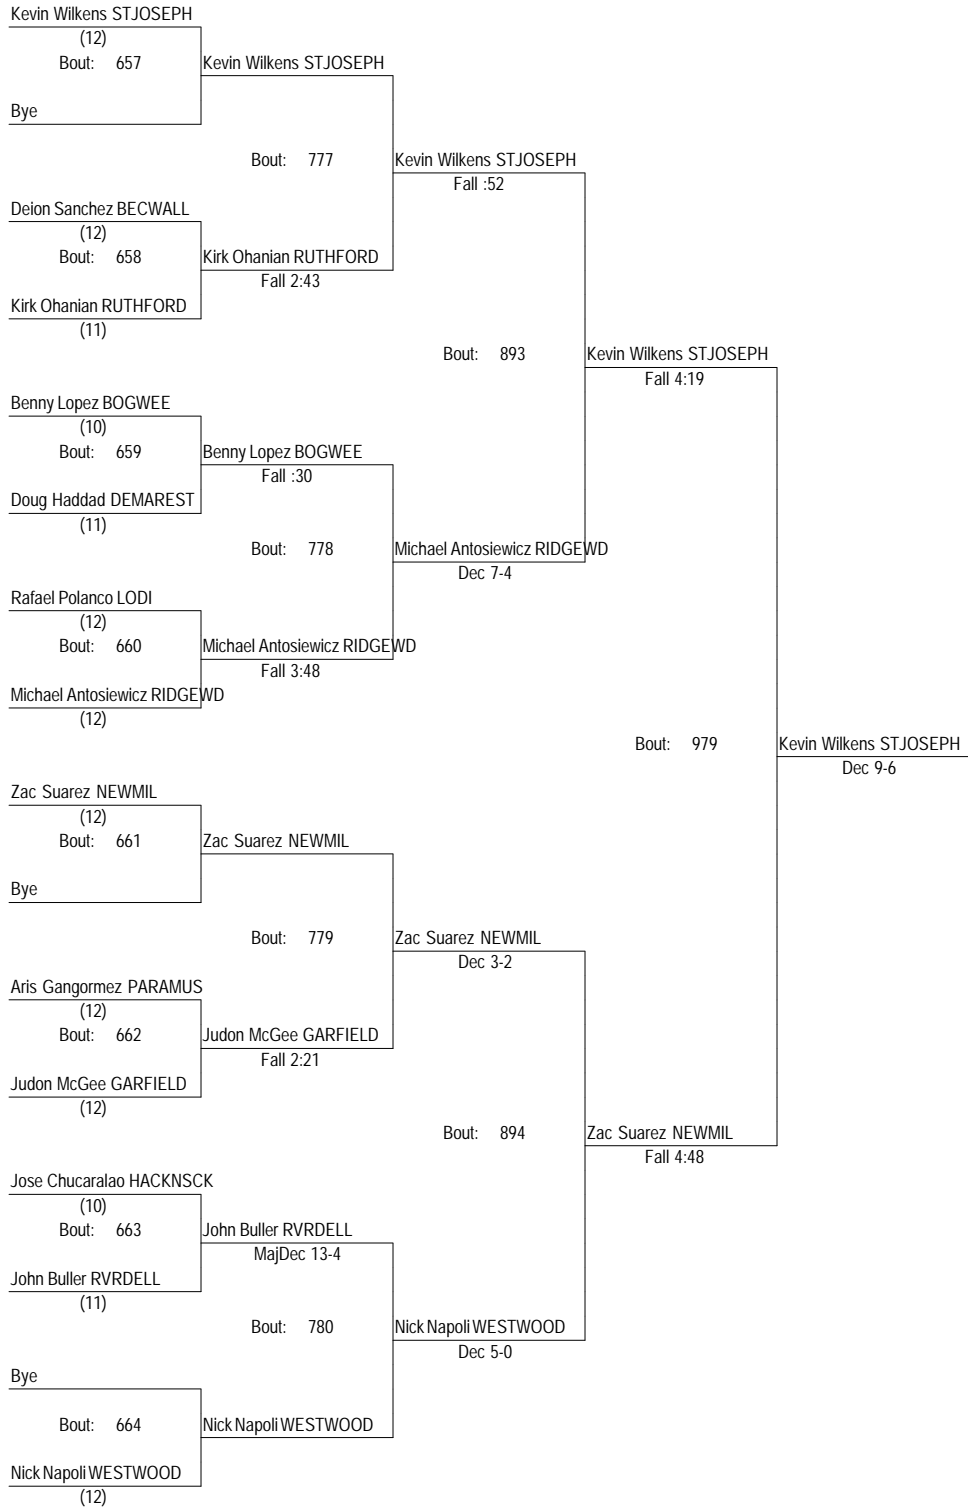 Kevin Wilkens STJOSEPH
(12)
Bout: 657 Kevin Wilkens STJOSEPH
Bye
Bout: 777 Kevin Wilkens STJOSEPH
Fall :52
Deion Sanchez BECWALL
(12)
Bout: 658 Kirk Ohanian RUTHFORD
Fall 2:43
Kirk Ohanian RUTHFORD
(11)
Bout: 893 Kevin Wilkens STJOSEPH
Fall 4:19
Benny Lopez BOGWEE
(10)
Bout: 659 Benny Lopez BOGWEE
Fall :30
Doug Haddad DEMAREST
(11)
Bout: 778 Michael Antosiewicz RIDGEWD
Dec 7-4
Rafael Polanco LODI
(12)
Bout: 660 Michael Antosiewicz RIDGEWD
Fall 3:48
Michael Antosiewicz RIDGEWD
(12)
Bout: 979 Kevin Wilkens STJOSEPH
Dec 9-6
Zac Suarez NEWMIL
(12)
Bout: 661 Zac Suarez NEWMIL
Bye
Bout: 779 Zac Suarez NEWMIL
Dec 3-2
Aris Gangormez PARAMUS
(12)
Bout: 662 Judon McGee GARFIELD
Fall 2:21
Judon McGee GARFIELD
(12)
Bout: 894 Zac Suarez NEWMIL
Fall 4:48
Jose Chucaralao HACKNSCK
(10)
Bout: 663 John Buller RVRDELL
MajDec 13-4
John Buller RVRDELL
(11)
Bout: 780 Nick Napoli WESTWOOD
Dec 5-0
Bye
Bout: 664 Nick Napoli WESTWOOD
Nick Napoli WESTWOOD
(12)